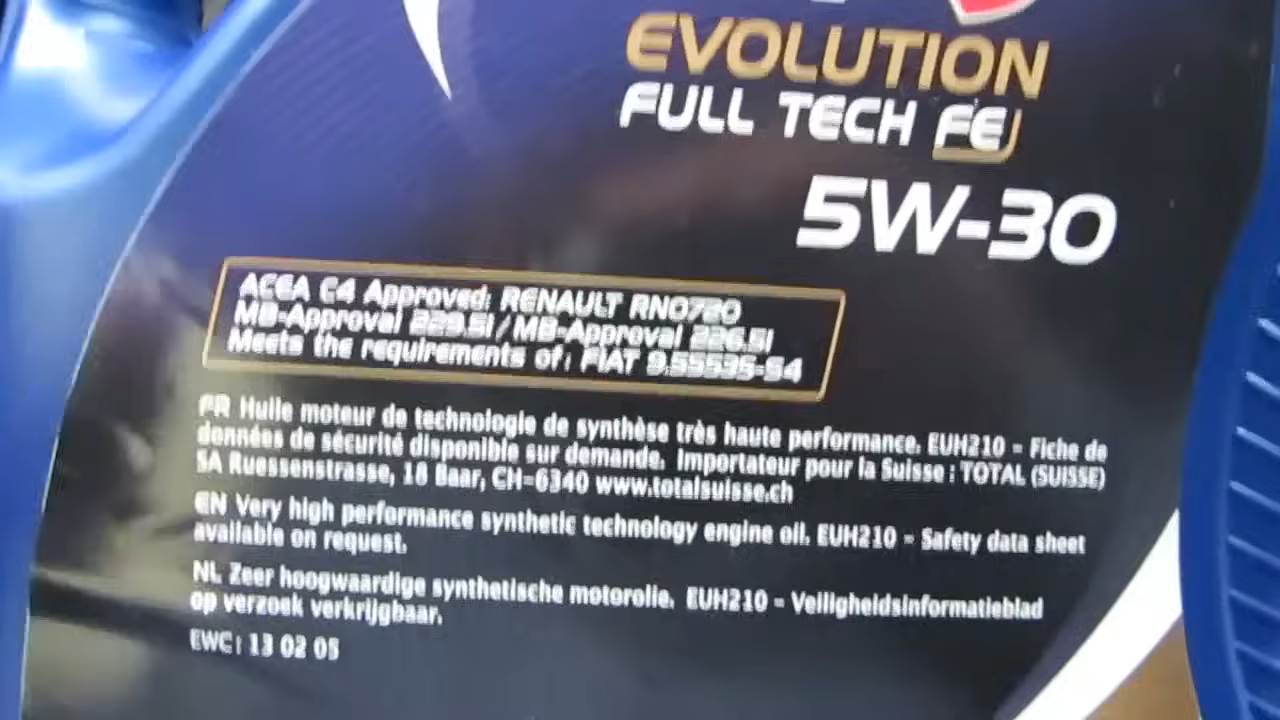 EVOLUTION
FULL TECH FE
5W-30
ACEA C4 Approved: RENAULT RN0720
MB-Approval 229.51 / MB-Approval 226.51
Meets the requirements of: FIAT 9.55535-S4
FR Huile moteur de technologie de synthèse très haute performance. EUH210 - Fiche de
données de sécurité disponible sur demande. Importateur pour la Suisse : TOTAL (SUISSE)
SA Ruessenstrasse, 18 Baar, CH-6340 www.totalsuisse.ch
EN Very high performance synthetic technology engine oil. EUH210 - Safety data sheet
available on request.
NL Zeer hoogwaardige synthetische motorolie. EUH210 - Veiligheidsinformatieblad
op verzoek verkrijgbaar.
EWC: 13 02 05